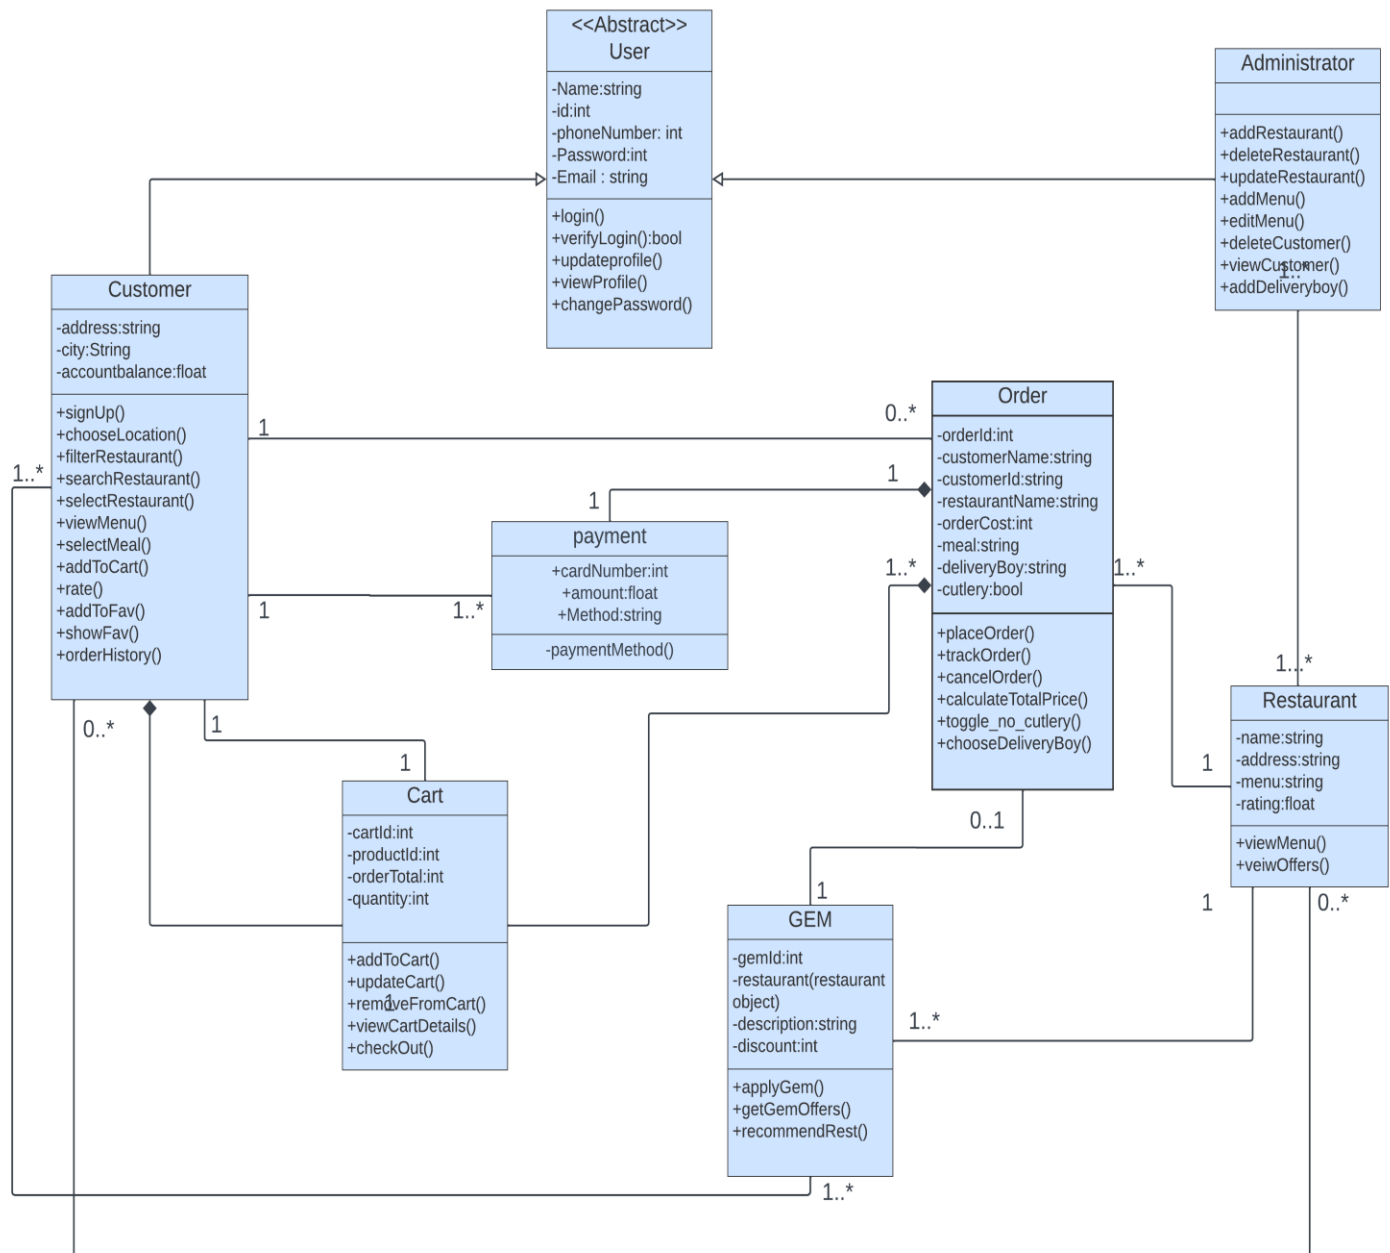 <<Abstract>>
User
-Name:string
-id:int
-phoneNumber: int
-Password:int
-Email : string
+login()
+verifyLogin():bool
+updateprofile()
+viewProfile()
+changePassword()
Administrator
+addRestaurant()
+deleteRestaurant()
+updateRestaurant()
+addMenu()
+editMenu()
+deleteCustomer()
+viewCustomer()
1..*
+addDeliveryboy()
Customer
-address:string
-city:String
-accountbalance:float
+signUp()
+chooseLocation()
+filterRestaurant()
+searchRestaurant()
+selectRestaurant()
+viewMenu()
+selectMeal()
+addToCart()
+rate()
+addToFav()
+showFav()
+orderHistory()
1
0..*
1..*
1
1
1
1..*
0..*
1
1
payment
+cardNumber:int
+amount:float
+Method:string
-paymentMethod()
Order
-orderId:int
-customerName:string
-customerId:string
-restaurantName:string
-orderCost:int
-meal:string
-deliveryBoy:string
-cutlery:bool
+placeOrder()
+trackOrder()
+cancelOrder()
+calculateTotalPrice()
+toggle_no_cutlery()
+chooseDeliveryBoy()
1..*
1..*
1...*
1
0..1
1
Restaurant
-name:string
-address:string
-menu:string
-rating:float
+viewMenu()
+veiwOffers()
1
0..*
Cart
-cartId:int
-productId:int
-orderTotal:int
-quantity:int
+addToCart()
+updateCart()
+removeFromCart()
1
+viewCartDetails()
+checkOut()
GEM
-gemId:int
-restaurant(restaurant
object)
-description:string
-discount:int
+applyGem()
+getGemOffers()
+recommendRest()
1..*
1..*